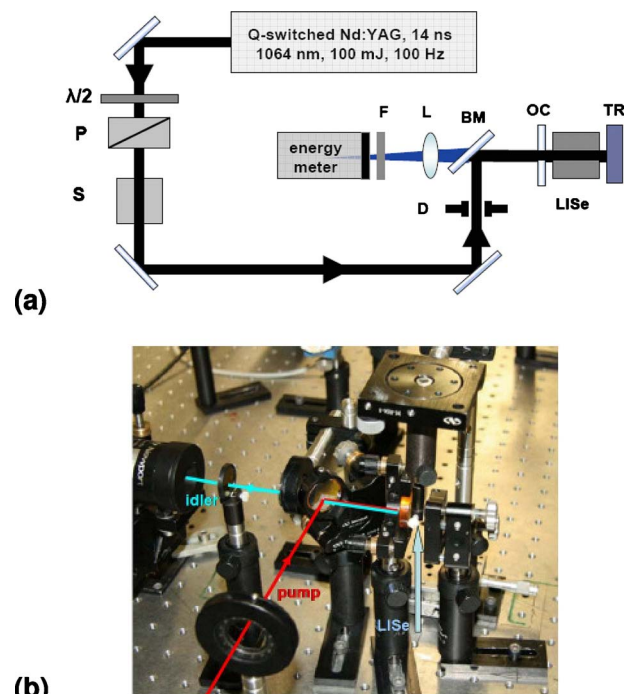 Q-switched Nd:YAG, 14 ns
1064 nm, 100 mJ, 100 Hz
λ/2
P
S
energy
meter
F
L
BM
OC
TR
D
LISe
(a)
idler
pump
LISe
(b)